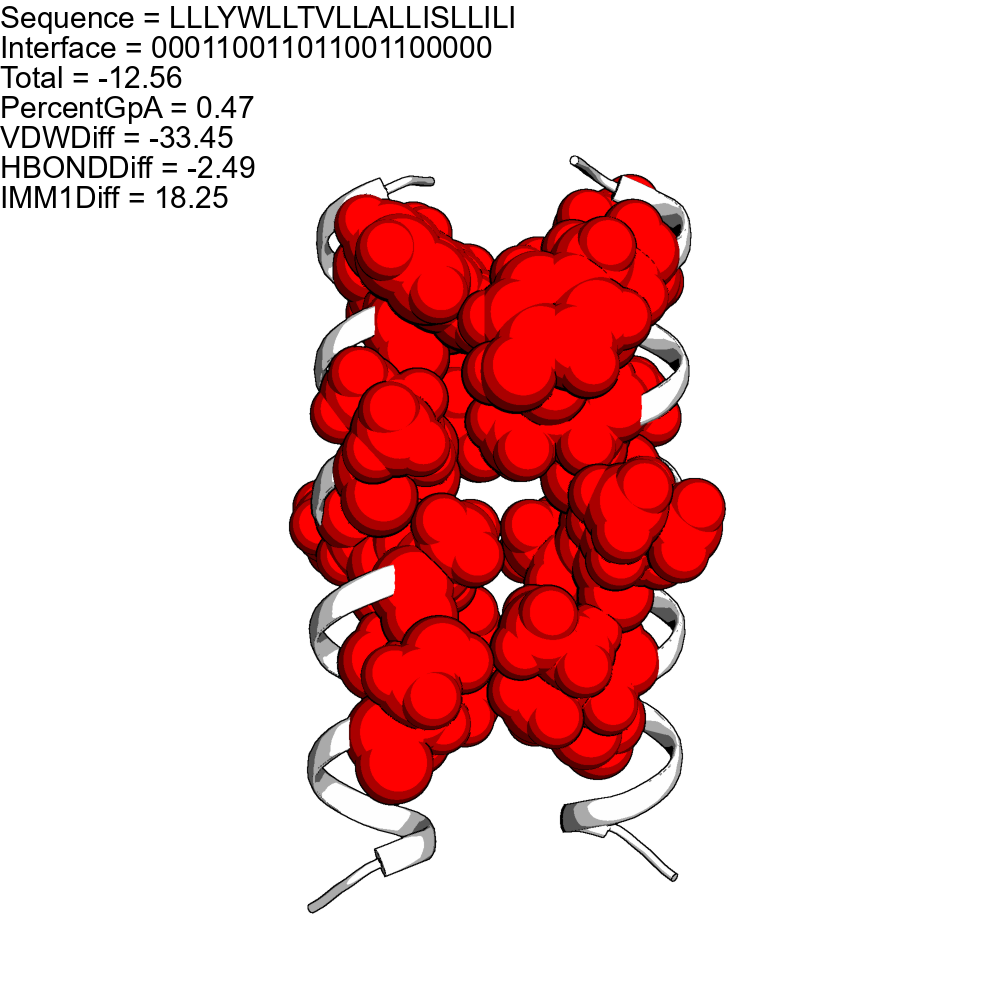 Sequence = LLLYWLLTVLLALLISLLILI
Interface = 000110011011001100000
Total = -12.56
PercentGpA = 0.47
VDWDiff = -33.45
HBONDDiff = -2.49
IMM1Diff = 18.25